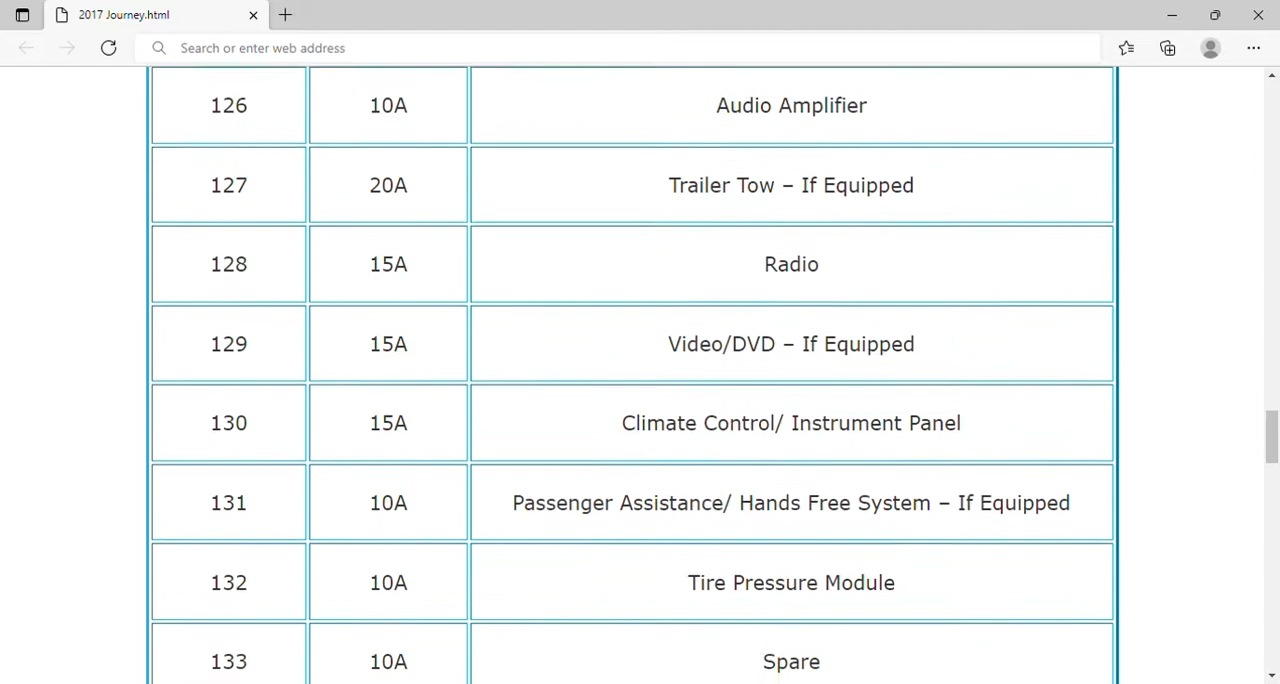 2017 Journey.html
Search or enter web address
126 10A Audio Amplifier
127 20A Trailer Tow – If Equipped
128 15A Radio
129 15A Video/DVD – If Equipped
130 15A Climate Control/ Instrument Panel
131 10A Passenger Assistance/ Hands Free System – If Equipped
132 10A Tire Pressure Module
133 10A Spare